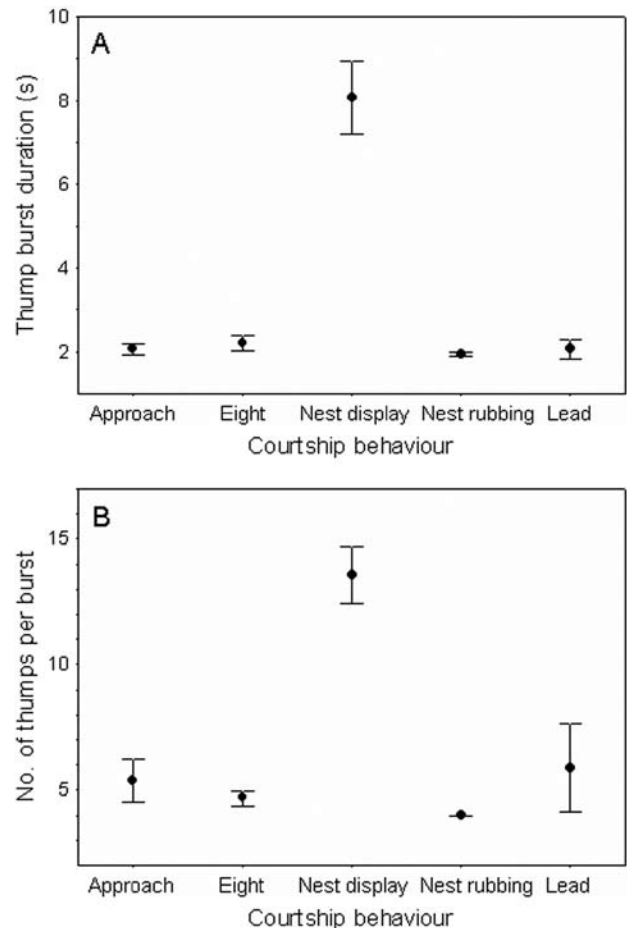 A
Thump burst duration (s)
10
8
6
4
2
Approach Eight Nest display Nest rubbing Lead
Courtship behaviour
B
No. of thumps per burst
15
10
5
Approach Eight Nest display Nest rubbing Lead
Courtship behaviour